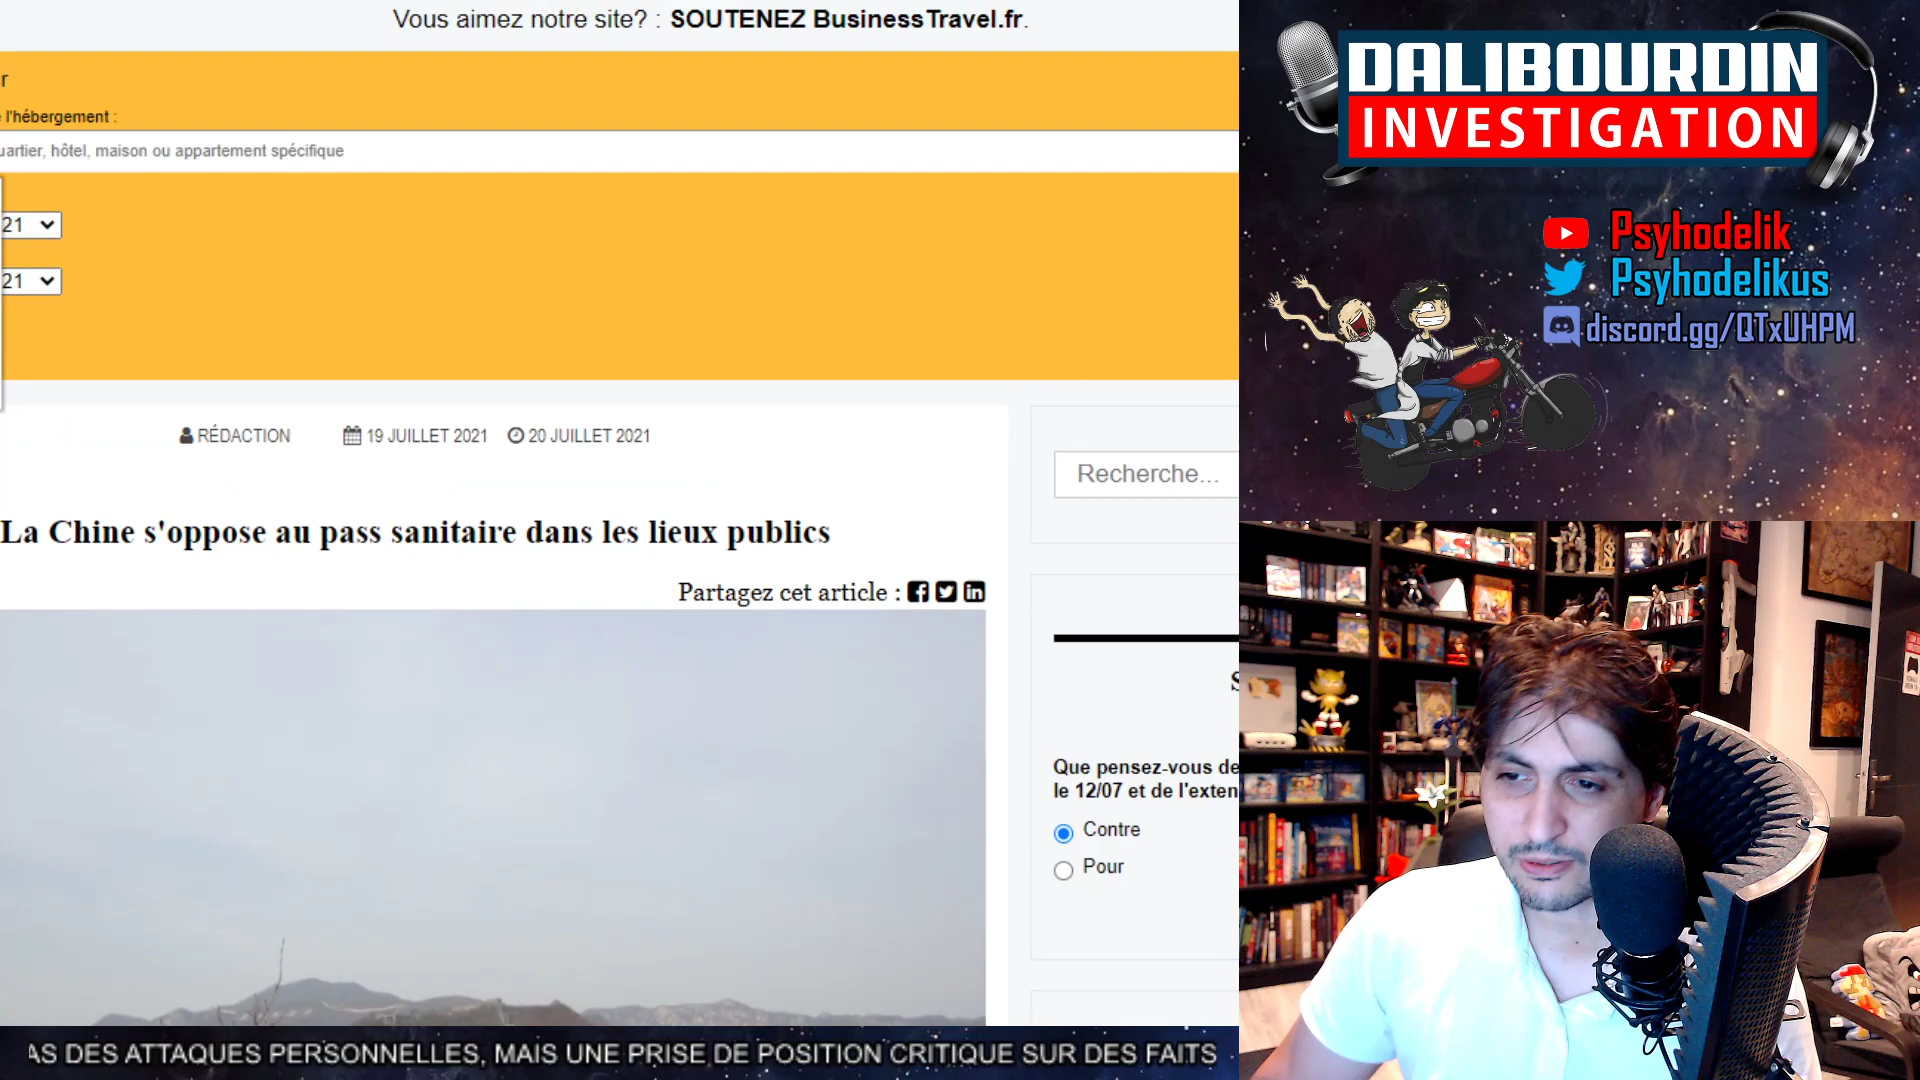 Vous aimez notre site? : SOUTENEZ BusinessTravel.fr.
r
l'hébergement :
uartier, hôtel, maison ou appartement spécifique
21
21
RÉDACTION 19 JUILLET 2021 20 JUILLET 2021
Recherche...
La Chine s'oppose au pass sanitaire dans les lieux publics
Partagez cet article :
S
Que pensez-vous de
le 12/07 et de l'exten
Contre
Pour
AS DES ATTAQUES PERSONNELLES, MAIS UNE PRISE DE POSITION CRITIQUE SUR DES FAITS
DALIBOURDIN
INVESTIGATION
Psyhodelik
Psyhodelikus
discord.gg/QTxUHPM